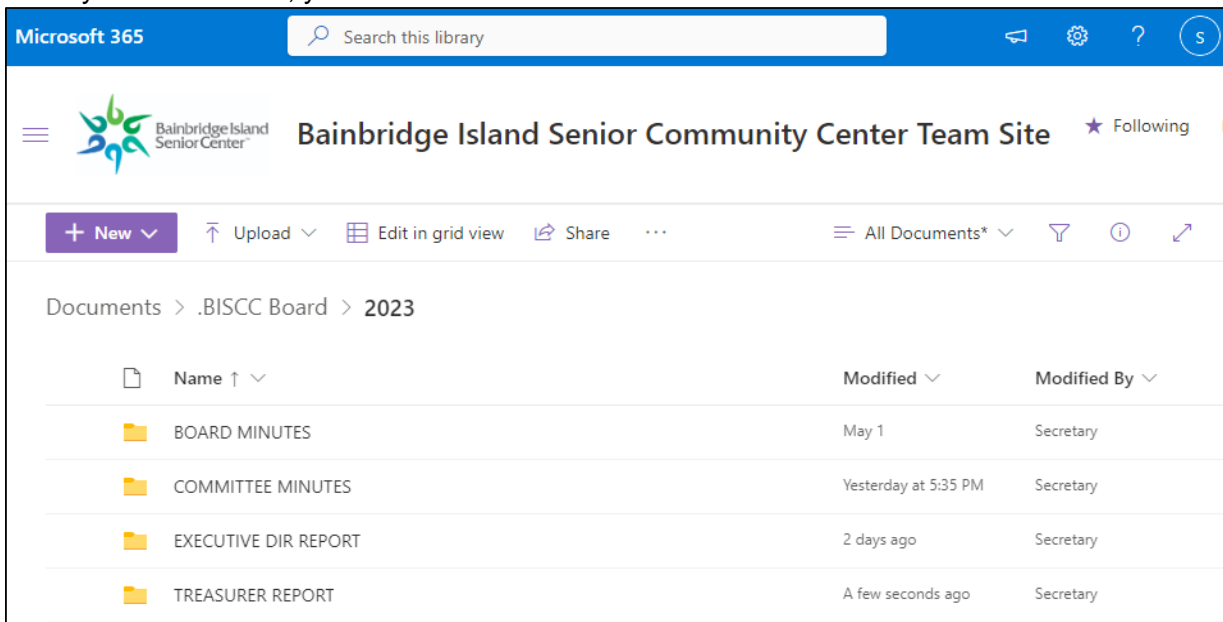 Microsoft 365 Search this library ? S
Bainbridge Island
Senior Center™
Bainbridge Island Senior Community Center Team Site ★ Following
+ New Upload Edit in grid view Share ... All Documents*
Documents > .BISCC Board > 2023
Name ↑ Modified Modified By
BOARD MINUTES May 1 Secretary
COMMITTEE MINUTES Yesterday at 5:35 PM Secretary
EXECUTIVE DIR REPORT 2 days ago Secretary
TREASURER REPORT A few seconds ago Secretary